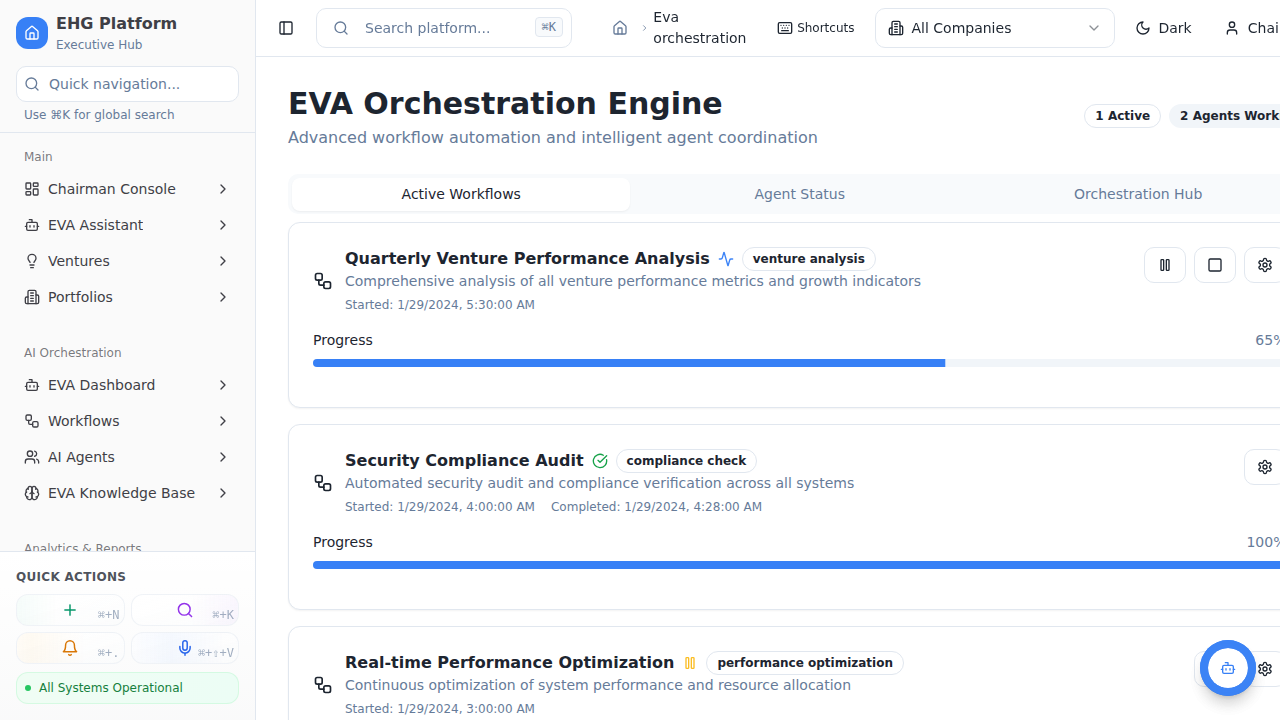 EHG Platform
Executive Hub
Quick navigation...
Use ⌘K for global search
Main
Chairman Console
EVA Assistant
Ventures
Portfolios
AI Orchestration
EVA Dashboard
Workflows
AI Agents
EVA Knowledge Base
Analytics & Reports
QUICK ACTIONS
⌘+N
⌘+K
⌘+.
⌘+⇧+V
All Systems Operational
Search platform...
⌘K
Eva
orchestration
Shortcuts
All Companies
Dark
Chai
EVA Orchestration Engine
Advanced workflow automation and intelligent agent coordination
1 Active
2 Agents Work
Active Workflows
Agent Status
Orchestration Hub
Quarterly Venture Performance Analysis
venture analysis
Comprehensive analysis of all venture performance metrics and growth indicators
Started: 1/29/2024, 5:30:00 AM
Progress
65%
Security Compliance Audit
compliance check
Automated security audit and compliance verification across all systems
Started: 1/29/2024, 4:00:00 AM
Completed: 1/29/2024, 4:28:00 AM
Progress
100%
Real-time Performance Optimization
performance optimization
Continuous optimization of system performance and resource allocation
Started: 1/29/2024, 3:00:00 AM